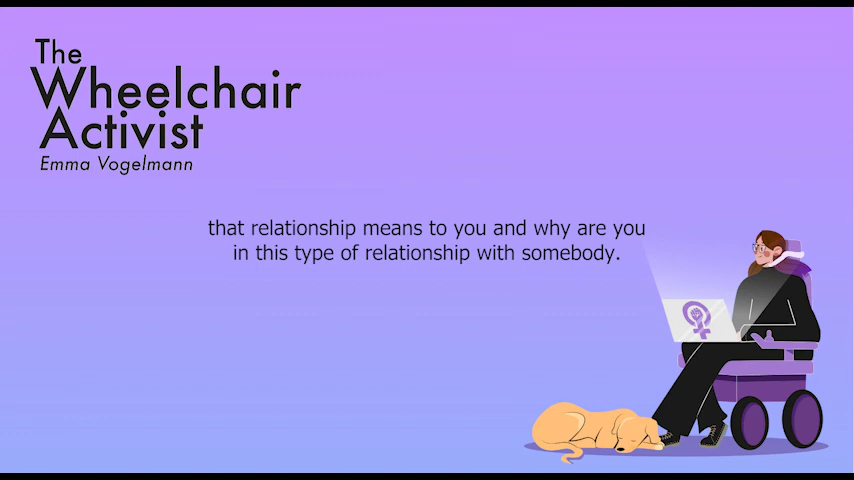 The
Wheelchair
Activist
Emma Vogelmann
that relationship means to you and why are you
in this type of relationship with somebody.